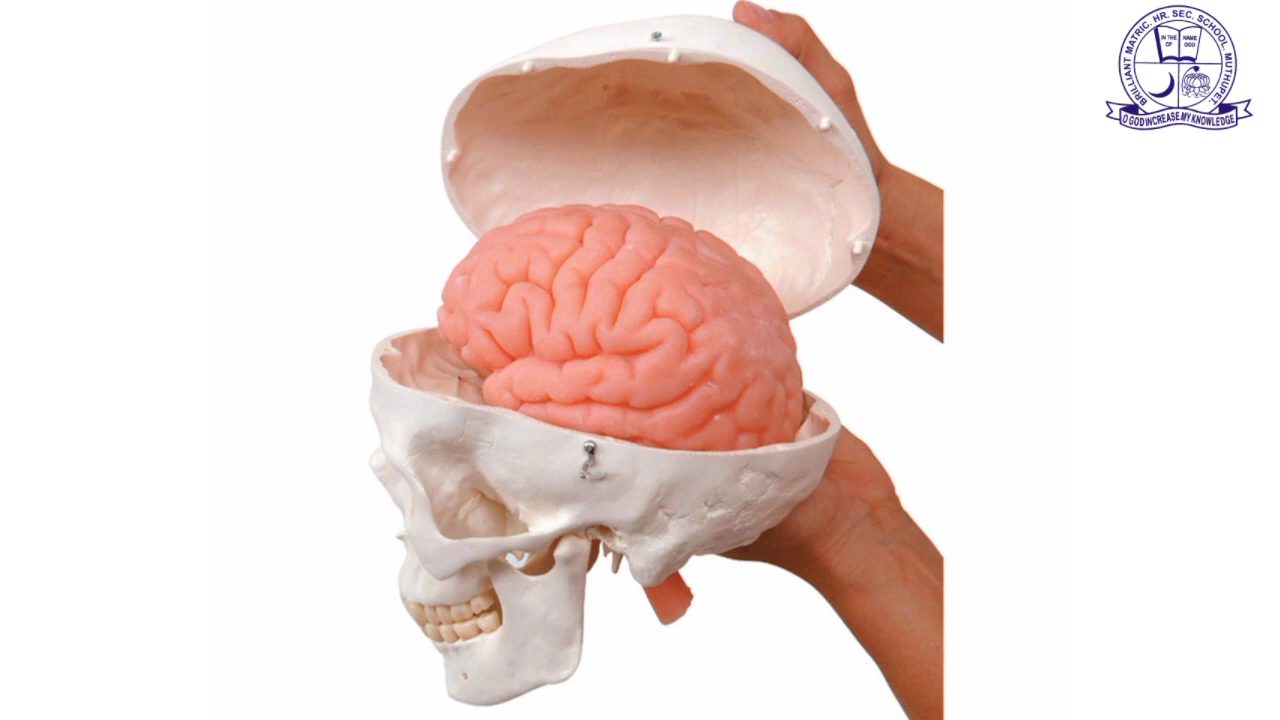 BRILLIANT MATRIC. HR. SEC. SCHOOL. MUTHUPET.
IN THE NAME
OF GOD
O GOD INCREASE MY KNOWLEDGE